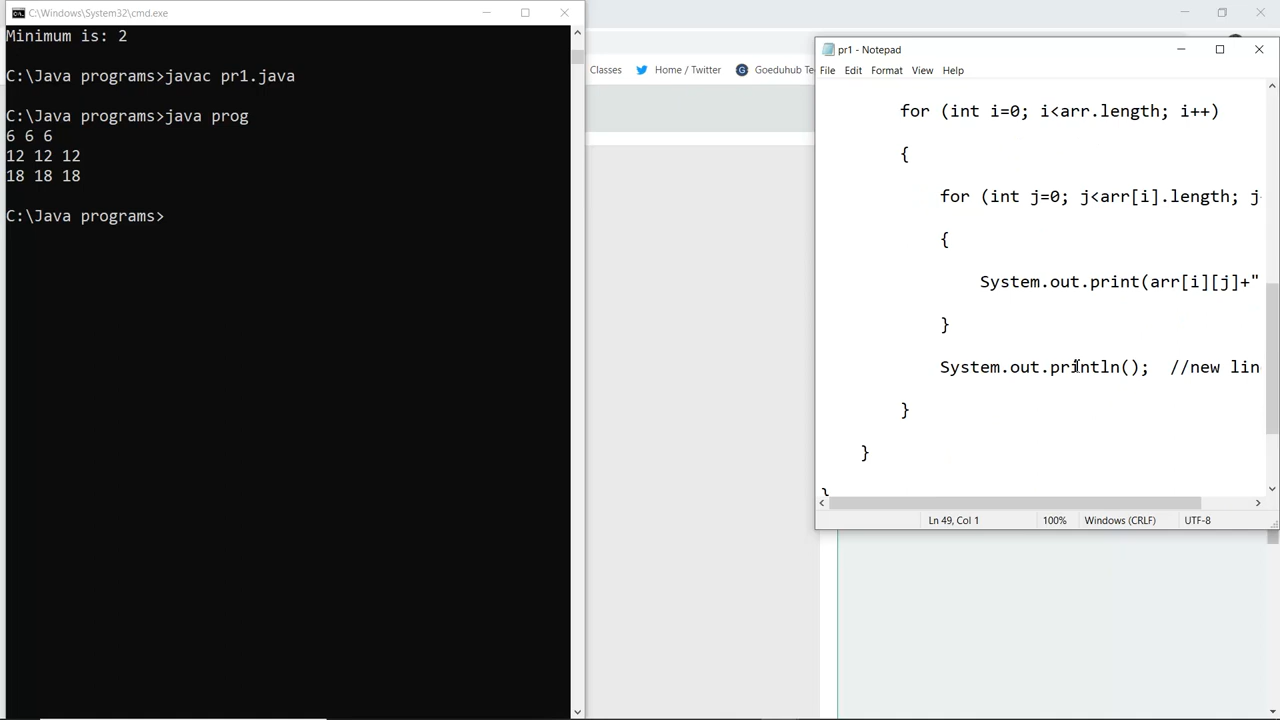 C:\Windows\System32\cmd.exe
Minimum is: 2
C:\Java programs>javac pr1.java
C:\Java programs>java prog
6 6 6
12 12 12
18 18 18
C:\Java programs>
Classes
Home / Twitter
Goeduhub Te
pr1 - Notepad
File Edit Format View Help
for (int i=0; i<arr.length; i++)
{
for (int j=0; j<arr[i].length; j
{
System.out.print(arr[i][j]+"
}
System.out.println(); //new lin
}
}
}
Ln 49, Col 1
100%
Windows (CRLF)
UTF-8